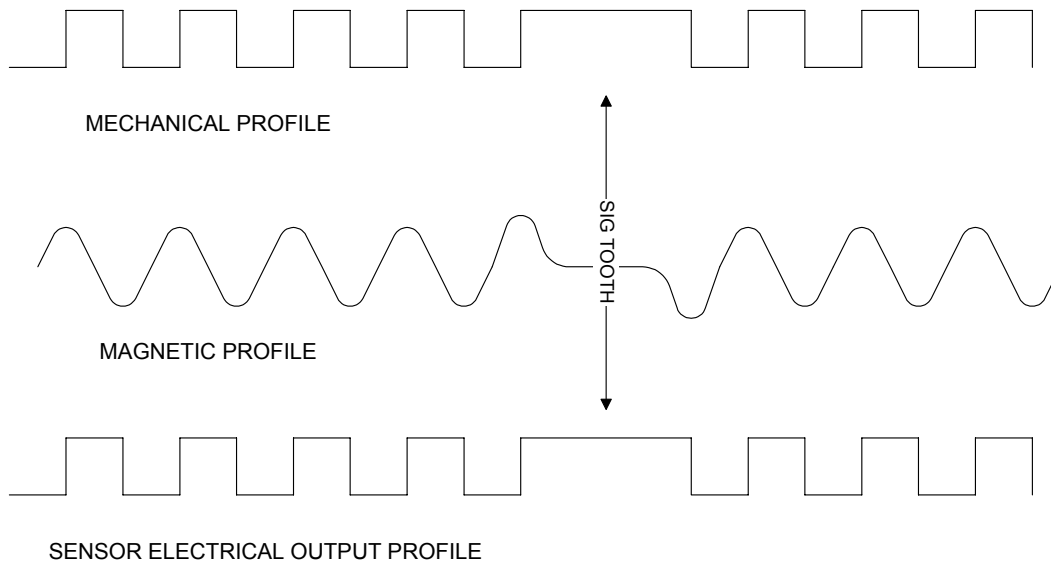 MECHANICAL PROFILE
SIG TOOTH
MAGNETIC PROFILE
SENSOR ELECTRICAL OUTPUT PROFILE